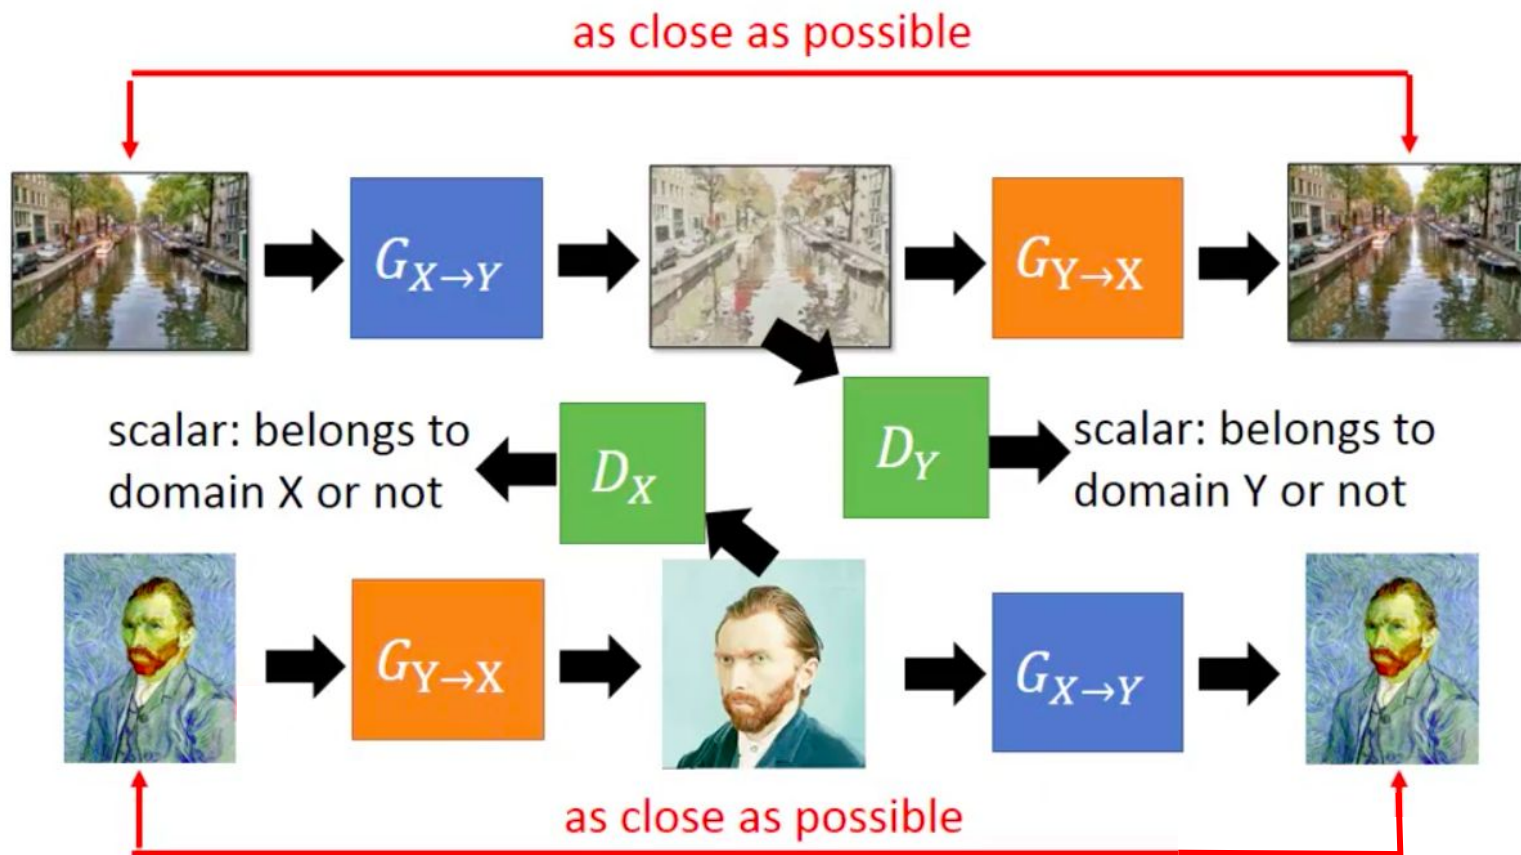 as close as possible
G_{X→Y}
G_{Y→X}
scalar: belongs to
domain X or not
D_X
D_Y
scalar: belongs to
domain Y or not
G_{Y→X}
G_{X→Y}
as close as possible